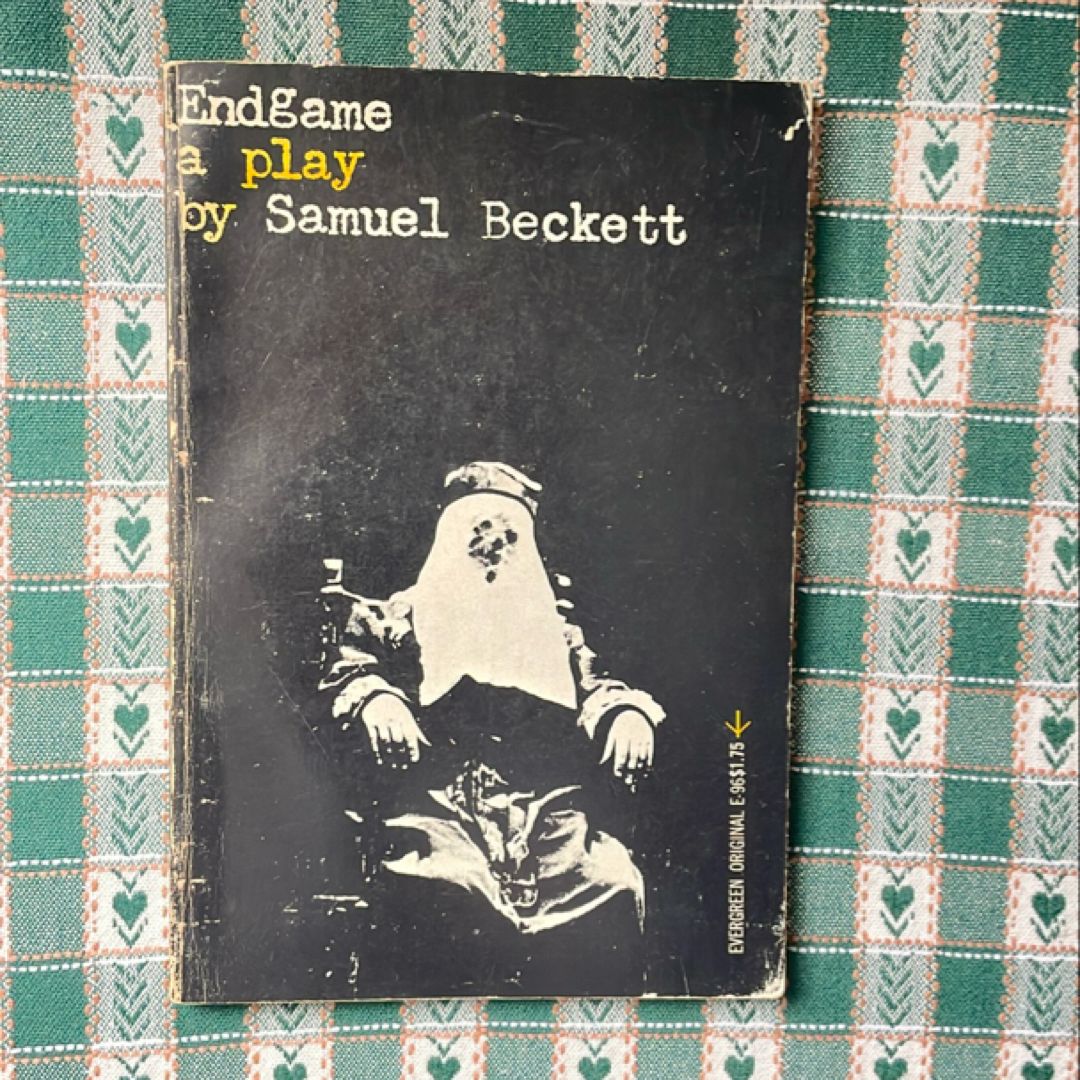 Endgame
a play
by Samuel Beckett
EVERGREEN ORIGINAL E-96 $1.75